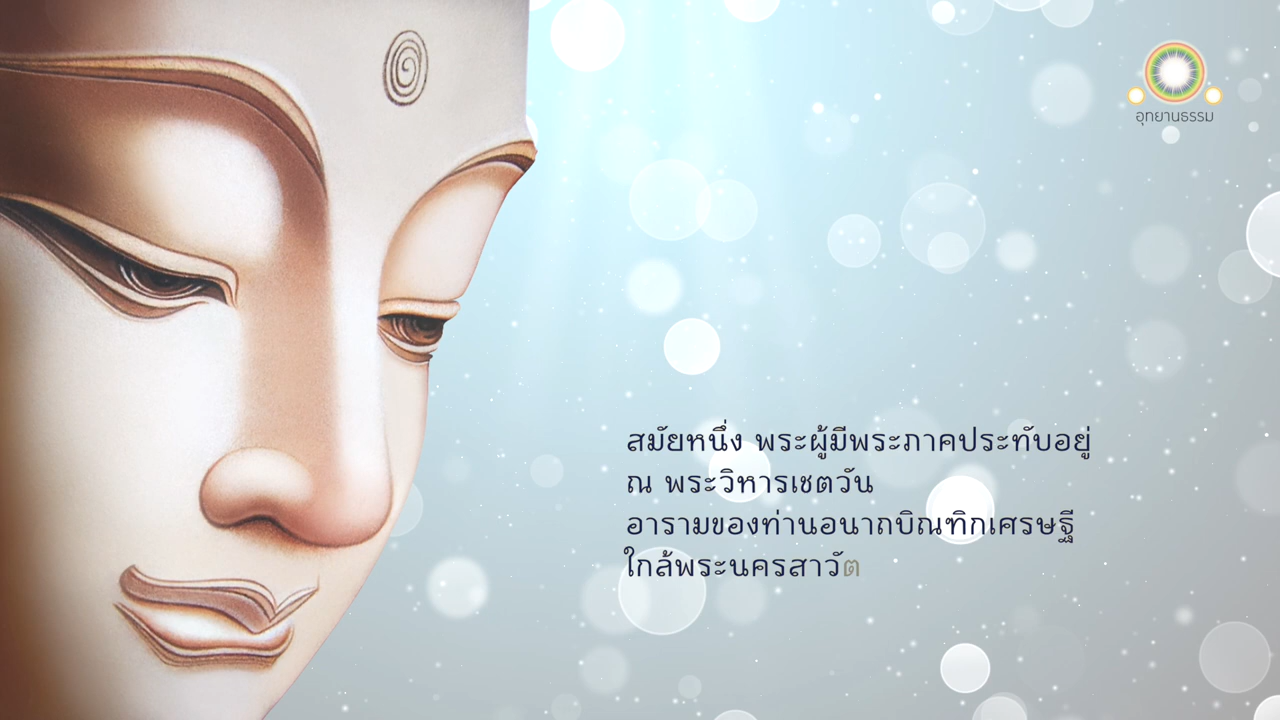 อุทยานธรรม
สมัยหนึ่ง พระผู้มีพระภาคประทับอยู่
ณ พระวิหารเชตวัน
อารามของท่านอนาถบิณฑิกเศรษฐี
ใกล้พระนครสาวัต